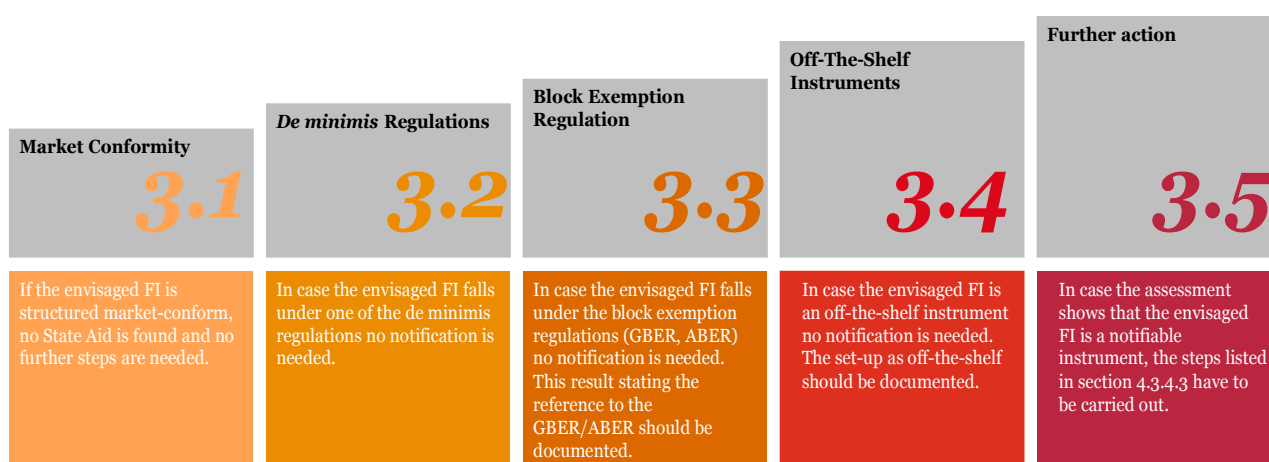 Market Conformity
3.1
If the envisaged FI is
structured market-conform,
no State Aid is found and no
further steps are needed.
De minimis Regulations
3.2
In case the envisaged FI falls
under one of the de minimis
regulations no notification is
needed.
Block Exemption
Regulation
3.3
In case the envisaged FI falls
under the block exemption
regulations (GBER, ABER)
no notification is needed.
This result stating the
reference to the
GBER/ABER should be
documented.
Off-The-Shelf
Instruments
3.4
In case the envisaged FI is
an off-the-shelf instrument
no notification is needed.
The set-up as off-the-shelf
should be documented.
Further action
3.5
In case the assessment
shows that the envisaged
FI is a notifiable
instrument, the steps listed
in section 4.3.4.3 have to
be carried out.